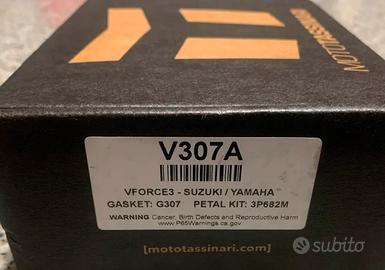 MOTOTASSINARI
V307A
VFORCE3 - SUZUKI / YAMAHA
GASKET: G307 PETAL KIT: 3P682M
WARNING Cancer, Birth Defects and Reproductive Harm
www.P65Warnings.ca.gov
[mototassinari.com]
subito